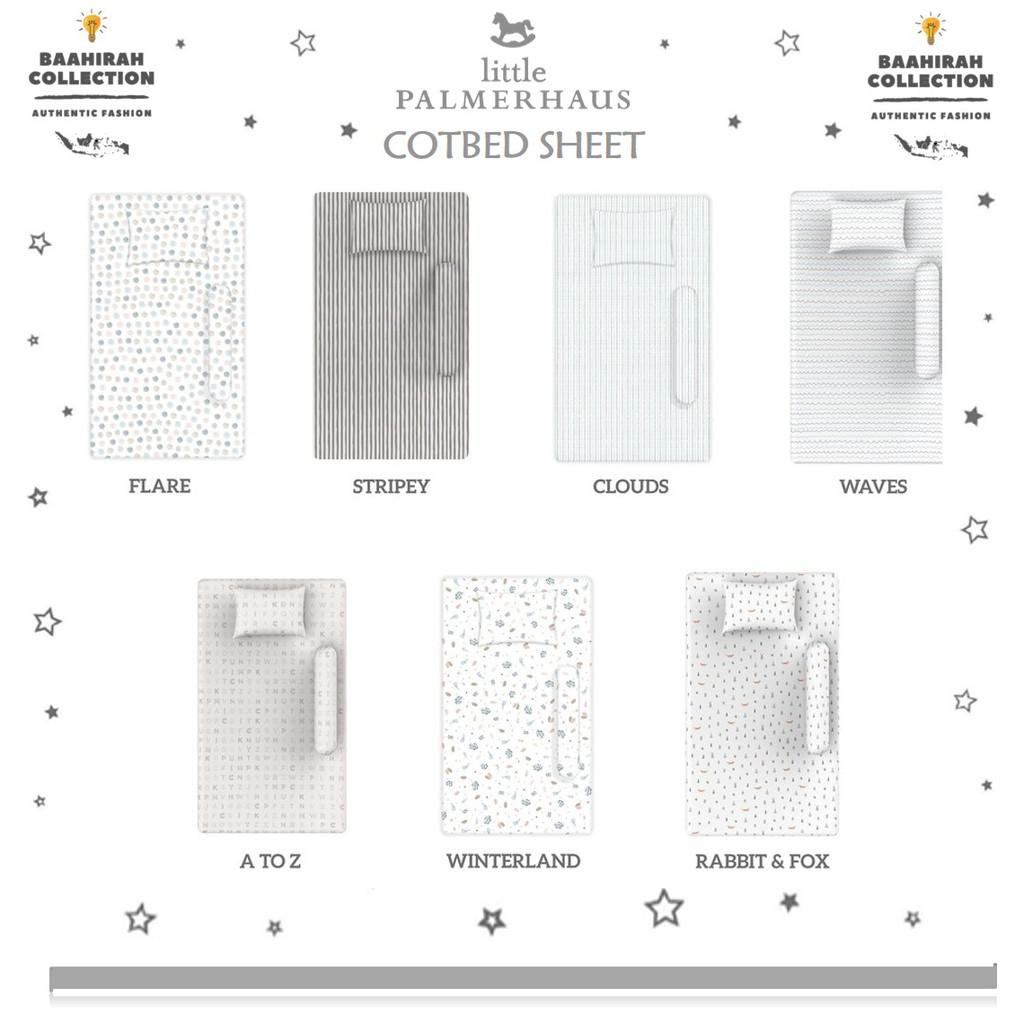 BAAHIRAH
COLLECTION
AUTHENTIC FASHION
little
PALMERHAUS
COTBED SHEET
BAAHIRAH
COLLECTION
AUTHENTIC FASHION
FLARE
STRIPEY
CLOUDS
WAVES
A TO Z
WINTERLAND
RABBIT & FOX